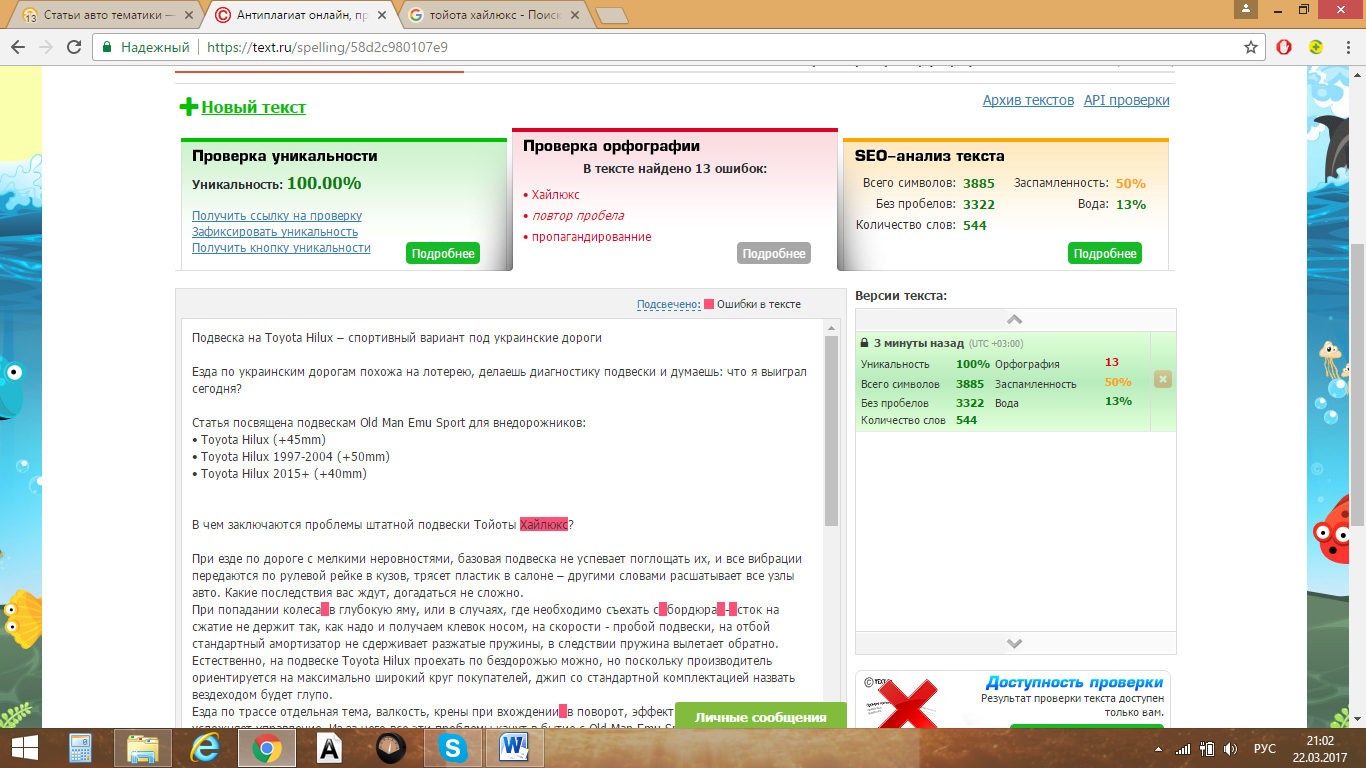 Статьи авто тематики —
Антиплагиат онлайн, пр
тойота хайлюкс - Поиск
Надежный
https://text.ru/spelling/58d2c980107e9
Новый текст
Архив текстов
API проверки
Проверка уникальности
Уникальность: 100.00%
Получить ссылку на проверку
Зафиксировать уникальность
Получить кнопку уникальности
Подробнее
Проверка орфографии
В тексте найдено 13 ошибок:
• Хайлюкс
• повтор пробела
• пропагандированние
Подробнее
SEO–анализ текста
Всего символов: 3885 Заспамленность: 50%
Без пробелов: 3322 Вода: 13%
Количество слов: 544
Подробнее
Подсвечено: Ошибки в тексте
Подвеска на Toyota Hilux – спортивный вариант под украинские дороги
Езда по украинским дорогам похожа на лотерею, делаешь диагностику подвески и думаешь: что я выиграл
сегодня?
Статья посвящена подвескам Old Man Emu Sport для внедорожников:
• Toyota Hilux (+45mm)
• Toyota Hilux 1997-2004 (+50mm)
• Toyota Hilux 2015+ (+40mm)
В чем заключаются проблемы штатной подвески Тойоты Хайлюкс?
При езде по дороге с мелкими неровностями, базовая подвеска не успевает поглощать их, и все вибрации
передаются по рулевой рейке в кузов, трясет пластик в салоне – другими словами расшатывает все узлы
авто. Какие последствия вас ждут, догадаться не сложно.
При попадании колеса в глубокую яму, или в случаях, где необходимо съехать с бордюра - сток на
сжатие не держит так, как надо и получаем клевок носом, на скорости - пробой подвески, на отбой
стандартный амортизатор не сдерживает разжатые пружины, в следствии пружина вылетает обратно.
Естественно, на подвеске Toyota Hilux проехать по бездорожью можно, но поскольку производитель
ориентируется на максимально широкий круг покупателей, джип со стандартной комплектацией назвать
вездеходом будет глупо.
Езда по трассе отдельная тема, валость, крены при вхождении в поворот, эффект
Личные сообщения
Версии текста:
3 минуты назад (UTC +03:00)
Уникальность 100% Орфография 13
Всего символов 3885 Заспамленность 50%
Без пробелов 3322 Вода 13%
Количество слов 544
Доступность проверки
Результат проверки текста доступен
только вам.
РУС
21:02
22.03.2017